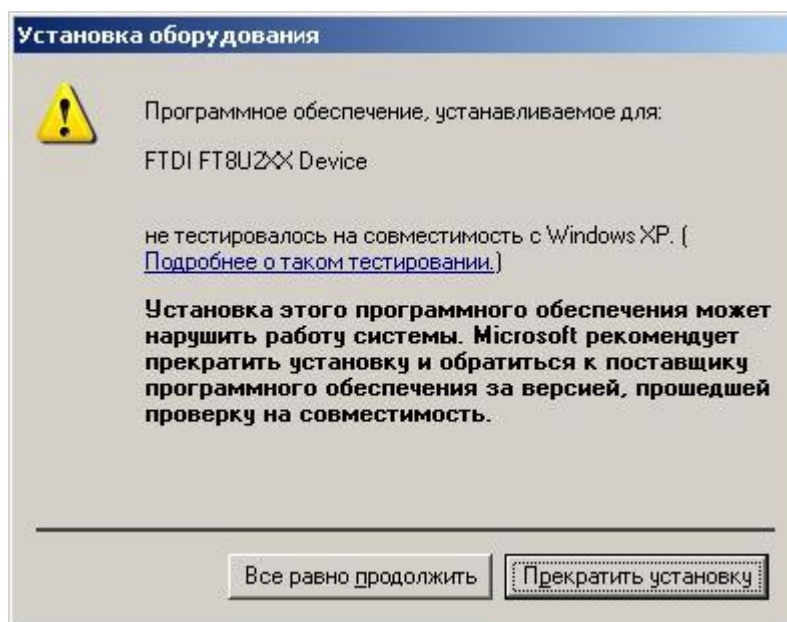 Установка оборудования
Программное обеспечение, устанавливаемое для:
FTDI FT8U2XX Device
не тестировалось на совместимость с Windows XP. (
Подробнее о таком тестировании.)
Установка этого программного обеспечения может
нарушить работу системы. Microsoft рекомендует
прекратить установку и обратиться к поставщику
программного обеспечения за версией, прошедшей
проверку на совместимость.
Все равно продолжить
Прекратить установку